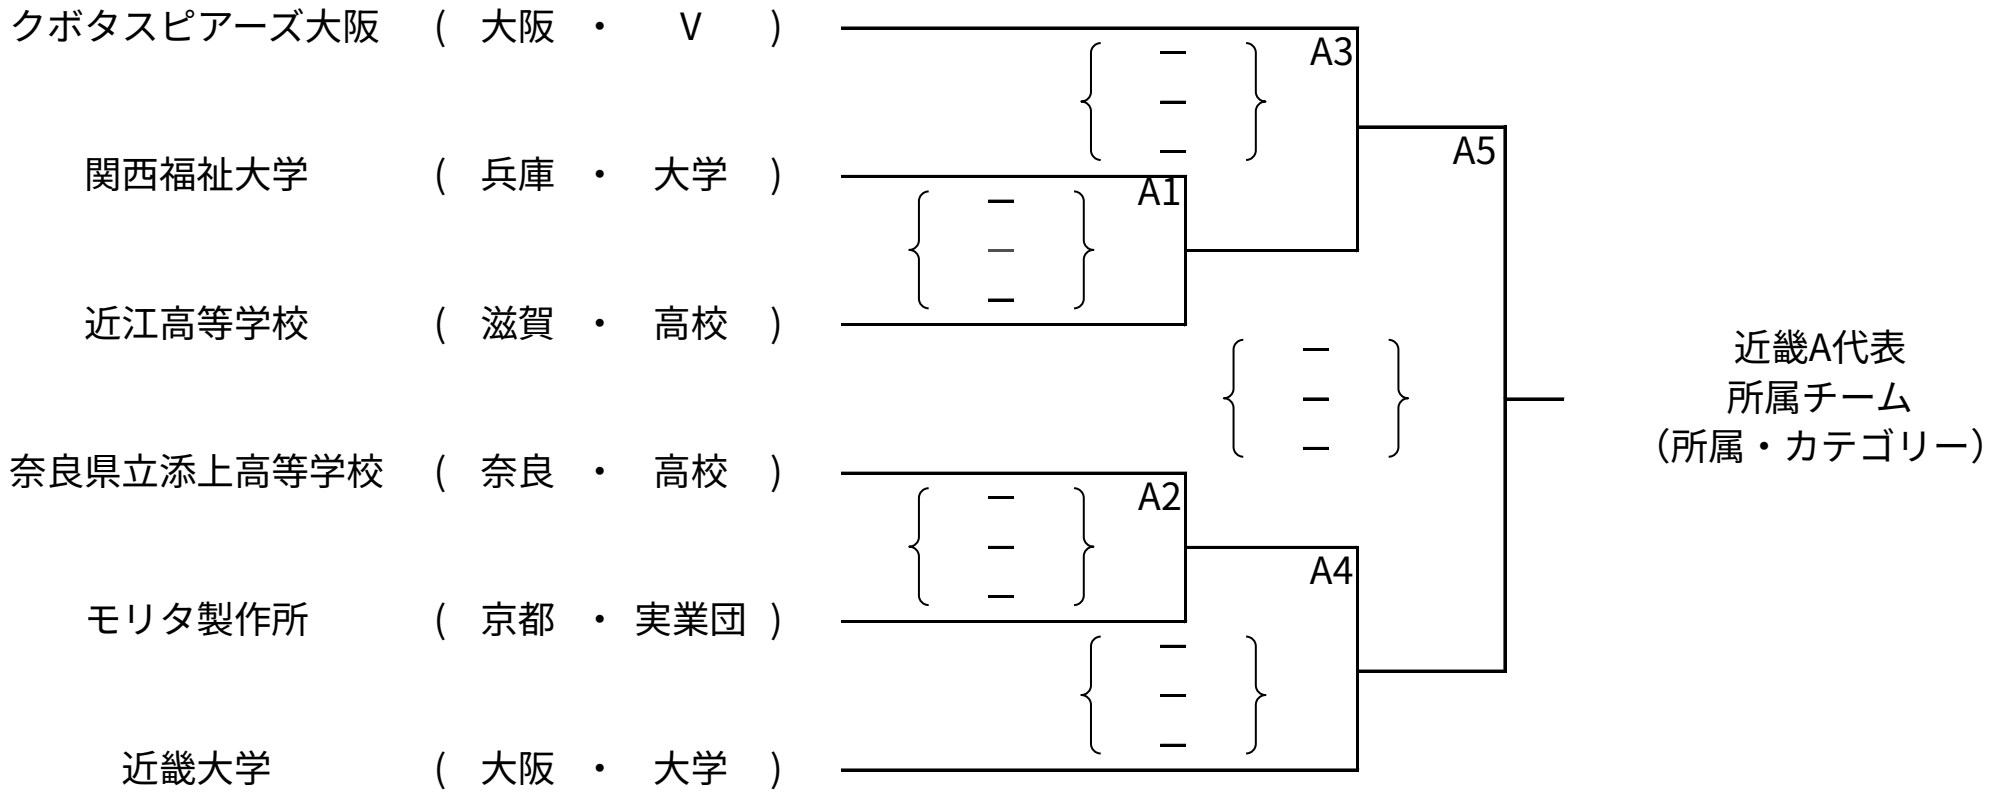 クボタスピアーズ大阪 ( 大阪 ・ V )
A3
関西福祉大学 ( 兵庫 ・ 大学 )
A1
A5
近江高等学校 ( 滋賀 ・ 高校 )
奈良県立添上高等学校 ( 奈良 ・ 高校 )
A2
モリタ製作所 ( 京都 ・ 実業団 )
A4
近畿大学 ( 大阪 ・ 大学 )
近畿A代表
所属チーム
（所属・カテゴリー）